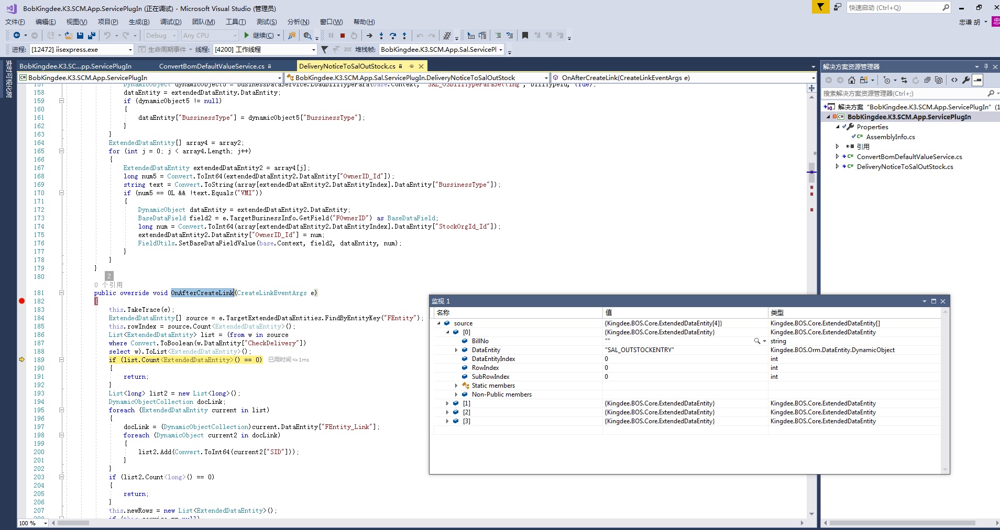 BobKingdee.K3.SCM.App.ServicePlugIn (正在调试) - Microsoft Visual Studio (管理员)
快速启动 (Ctrl+Q)
文件(F) 编辑(E) 视图(V) 项目(P) 生成(B) 调试(D) 团队(M) 工具(T) 测试(S) 分析(N) 窗口(W) 帮助(H)
忠谦 胡 忠
Debug Any CPU 继续(C)
进程: [12472] iisexpress.exe 生命周期事件 线程: [4200] 工作线程 堆栈帧: BobKingdee.K3.SCM.App.Sal.ServicePl
实时可视化树
BobKingdee.K3.SC...pp.ServicePlugIn ConvertBomDefaultValueService.cs DeliveryNoticeToSalOutStock.cs
BobKingdee.K3.SCM.App.ServicePlugIn BobKingdee.K3.SCM.App.Sal.ServicePlugIn.DeliveryNoticeToSalOutStock OnAfterCreateLink(CreateLinkEventArgs e)
157 DynamicObject dynamicObject5 = businessDataService.LoadBillTypePara(base.Context, "SAL_OSBillTypeParaSetting", billTypeId, true);
158 dataEntity = extendedDataEntity.DataEntity;
159 if (dynamicObject5 != null)
160 {
161 dataEntity["BussinessType"] = dynamicObject5["BussinessType"];
162 }
163 }
164 ExtendedDataEntity[] array4 = array2;
165 for (int j = 0; j < array4.Length; j++)
166 {
167 ExtendedDataEntity extendedDataEntity2 = array4[j];
168 long num5 = Convert.ToInt64(extendedDataEntity2.DataEntity["OwnerID_Id"]);
169 string text = Convert.ToString(array[extendedDataEntity2.DataEntityIndex].DataEntity["BussinessType"]);
170 if (num5 == 0L && !text.Equals("VMI"))
171 {
172 DynamicObject dataEntity = extendedDataEntity2.DataEntity;
173 BaseDataField field2 = e.TargetBusinessInfo.GetField("FOwnerID") as BaseDataField;
174 long num = Convert.ToInt64(array[extendedDataEntity2.DataEntityIndex].DataEntity["StockOrgId_Id"]);
175 extendedDataEntity2.DataEntity["OwnerID_Id"] = num;
176 FieldUtils.SetBaseDataFieldValue(base.Context, field2, dataEntity, num);
177 }
178 }
179 }
180 2
0 个引用
181 public override void OnAfterCreateLink(CreateLinkEventArgs e)
182 {
183 this.TakeTrace(e);
184 ExtendedDataEntity[] source = e.TargetExtendedDataEntities.FindByEntityKey("FEntity");
185 this.rowIndex = source.Count<ExtendedDataEntity>();
186 List<ExtendedDataEntity> list = (from w in source
187 where Convert.ToBoolean(w.DataEntity["CheckDelivery"])
188 select w).ToList<ExtendedDataEntity>();
189 if (list.Count<ExtendedDataEntity>() == 0) 已用时间<=1ms
190 {
191 return;
192 }
193 List<long> list2 = new List<long>();
194 DynamicObjectCollection docLink;
195 foreach (ExtendedDataEntity current in list)
196 {
197 docLink = (DynamicObjectCollection)current.DataEntity["FEntity_Link"];
198 foreach (DynamicObject current2 in docLink)
199 {
200 list2.Add(Convert.ToInt64(current2["SID"]));
201 }
202 }
203 if (list2.Count<long>() == 0)
204 {
205 return;
206 }
207 this.newRows = new List<ExtendedDataEntity>();
208 if (this.service == null)
100 %
监视 1
名称 值 类型
source {Kingdee.BOS.Core.ExtendedDataEntity[4]} Kingdee.BOS.Core.ExtendedDataEntity[]
[0] {Kingdee.BOS.Core.ExtendedDataEntity} Kingdee.BOS.Core.ExtendedDataEntity
BillNo "" string
DataEntity "SAL_OUTSTOCKENTRY" Kingdee.BOS.Orm.DataEntity.DynamicObject
DataEntityIndex 0 int
RowIndex 0 int
SubRowIndex 0 int
Static members
Non-Public members
[1] {Kingdee.BOS.Core.ExtendedDataEntity} Kingdee.BOS.Core.ExtendedDataEntity
[2] {Kingdee.BOS.Core.ExtendedDataEntity} Kingdee.BOS.Core.ExtendedDataEntity
[3] {Kingdee.BOS.Core.ExtendedDataEntity} Kingdee.BOS.Core.ExtendedDataEntity
解决方案资源管理器
搜索解决方案资源管理器(Ctrl+;)
解决方案 "BobKingdee.K3.SCM.App.ServicePlugIn" (1
BobKingdee.K3.SCM.App.ServicePlugIn
Properties
AssemblyInfo.cs
引用
ConvertBomDefaultValueService.cs
DeliveryNoticeToSalOutStock.cs